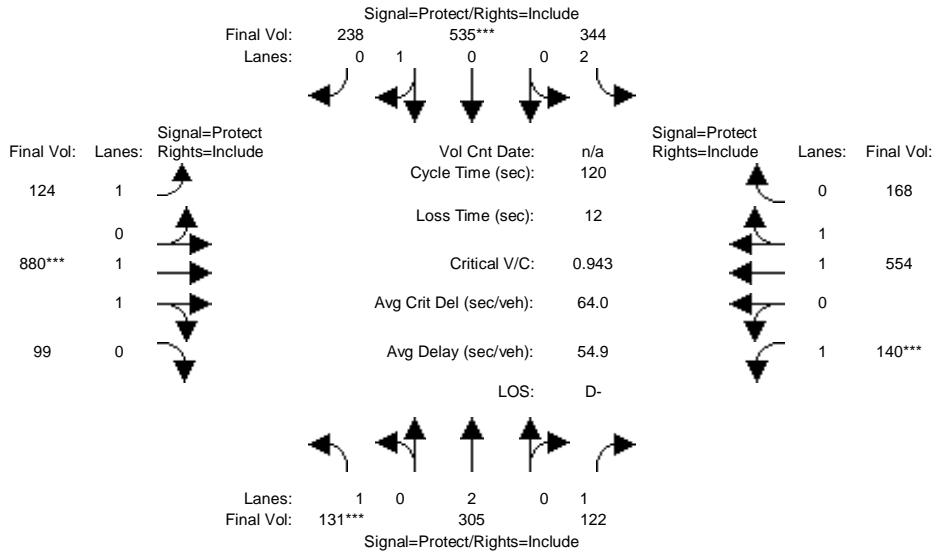 Signal=Protect/Rights=Include
Final Vol: 238 535*** 344
Lanes: 0 1 0 0 2
Signal=Protect
Final Vol: Lanes: Rights=Include
Vol Cnt Date: n/a
Signal=Protect
Rights=Include Lanes: Final Vol:
Cycle Time (sec): 120
124 1
0 168
Loss Time (sec): 12
0
1
880*** 1
Critical V/C: 0.943
1 554
1
Avg Crit Del (sec/veh): 64.0
0
99 0
Avg Delay (sec/veh): 54.9
1 140***
LOS: D-
Lanes: 1 0 2 0 1
Final Vol: 131*** 305 122
Signal=Protect/Rights=Include